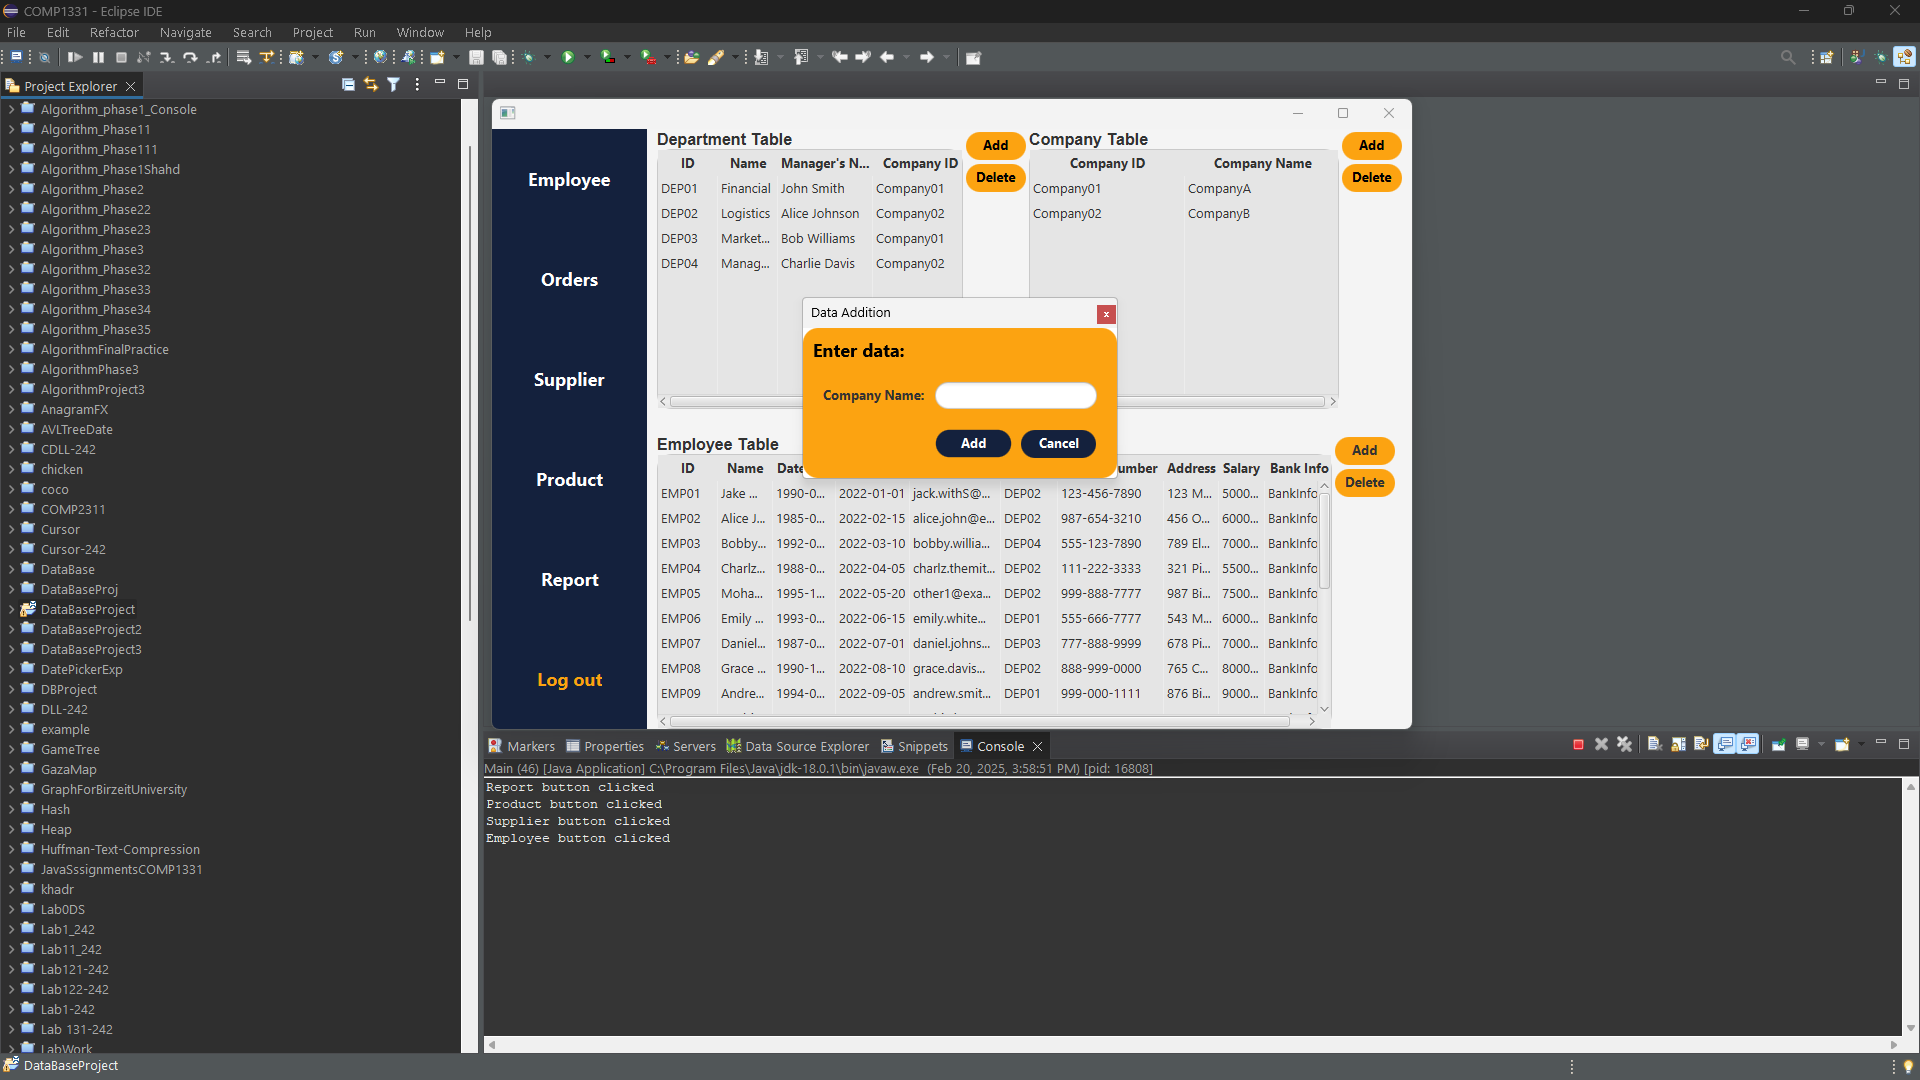 COMP1331 - Eclipse IDE
File Edit Refactor Navigate Search Project Run Window Help
Project Explorer
Algorithm_phase1_Console
Algorithm_Phase11
Algorithm_Phase111
Algorithm_Phase1Shahd
Algorithm_Phase2
Algorithm_Phase22
Algorithm_Phase23
Algorithm_Phase3
Algorithm_Phase32
Algorithm_Phase33
Algorithm_Phase34
Algorithm_Phase35
AlgorithmFinalPractice
AlgorithmPhase3
AlgorithmProject3
AnagramFX
AVLTreeDate
CDLL-242
chicken
coco
COMP2311
Cursor
Cursor-242
DataBase
DataBaseProj
DataBaseProject
DataBaseProject2
DataBaseProject3
DatePickerExp
DBProject
DLL-242
example
GameTree
GazaMap
GraphForBirzeitUniversity
Hash
Heap
Huffman-Text-Compression
JavaSssignmentsCOMP1331
khadr
Lab0DS
Lab1_242
Lab11_242
Lab121-242
Lab122-242
Lab1-242
Lab 131-242
LabWork
DataBaseProject
Employee
Orders
Supplier
Product
Report
Log out
Department Table
Add
Delete
ID Name Manager's N... Company ID
DEP01 Financial John Smith Company01
DEP02 Logistics Alice Johnson Company02
DEP03 Market... Bob Williams Company01
DEP04 Manag... Charlie Davis Company02
Company Table
Add
Delete
Company ID Company Name
Company01 CompanyA
Company02 CompanyB
Data Addition
x
Enter data:
Company Name:
Add Cancel
Employee Table
Add
Delete
ID Name Date umber Address Salary Bank Info
EMP01 Jake ... 1990-0... 2022-01-01 jack.withS@... DEP02 123-456-7890 123 M... 5000... BankInfo
EMP02 Alice J... 1985-0... 2022-02-15 alice.john@e... DEP02 987-654-3210 456 O... 6000... BankInfo
EMP03 Bobby... 1992-0... 2022-03-10 bobby.willia... DEP04 555-123-7890 789 El... 7000... BankInfo
EMP04 Charlz... 1988-0... 2022-04-05 charlz.themit... DEP02 111-222-3333 321 Pi... 5500... BankInfo
EMP05 Moha... 1995-1... 2022-05-20 other1@exa... DEP02 999-888-7777 987 Bi... 7500... BankInfo
EMP06 Emily ... 1993-0... 2022-06-15 emily.white... DEP01 555-666-7777 543 M... 6000... BankInfo
EMP07 Daniel... 1987-0... 2022-07-01 daniel.johns... DEP03 777-888-9999 678 Pi... 7000... BankInfo
EMP08 Grace ... 1990-1... 2022-08-10 grace.davis... DEP02 888-999-0000 765 C... 8000... BankInfo
EMP09 Andre... 1994-0... 2022-09-05 andrew.smit... DEP01 999-000-1111 876 Bi... 9000... BankInfo
Markers Properties Servers Data Source Explorer Snippets Console
Main (46) [Java Application] C:\Program Files\Java\jdk-18.0.1\bin\javaw.exe (Feb 20, 2025, 3:58:51 PM) [pid: 16808]
Report button clicked
Product button clicked
Supplier button clicked
Employee button clicked